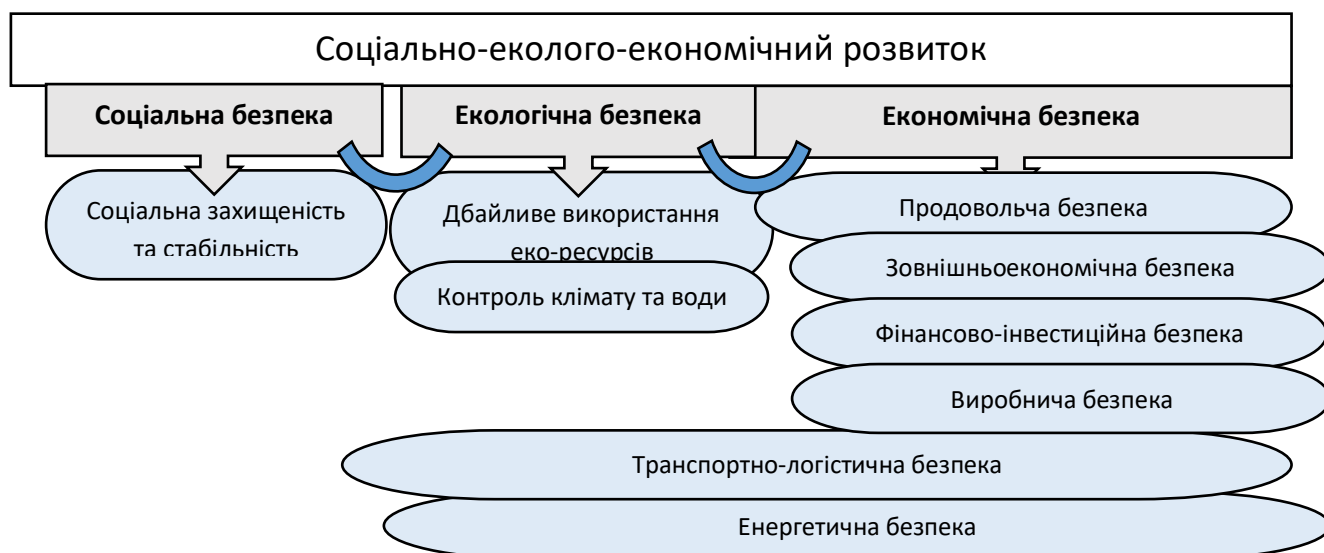 Соціально-еколого-економічний розвиток
Соціальна безпека
Екологічна безпека
Економічна безпека
Соціальна захищеність
та стабільність
Дбайливе використання
еко-ресурсів
Контроль клімату та води
Продовольча безпека
Зовнішньоекономічна безпека
Фінансово-інвестиційна безпека
Виробнича безпека
Транспортно-логістична безпека
Енергетична безпека